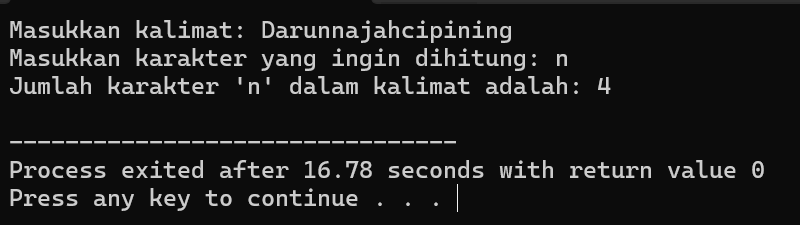 Masukkan kalimat: Darunnajahcipining
Masukkan karakter yang ingin dihitung: n
Jumlah karakter 'n' dalam kalimat adalah: 4
--------------------------------
Process exited after 16.78 seconds with return value 0
Press any key to continue . . .